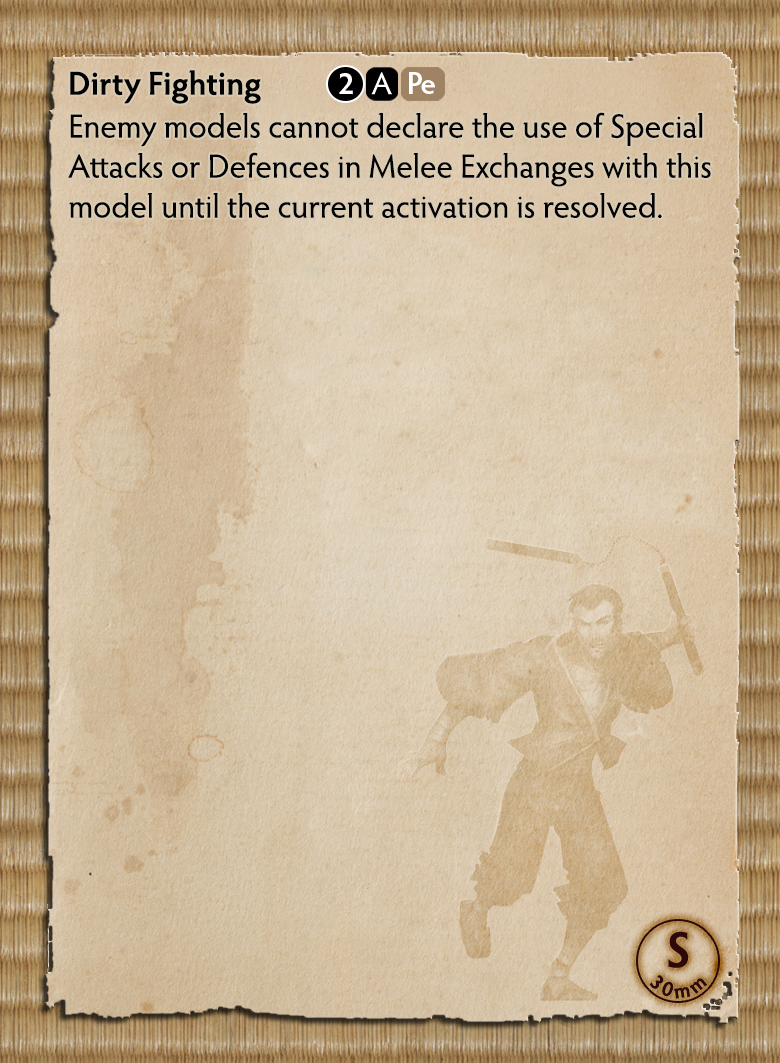 Dirty Fighting 2 A Pe
Enemy models cannot declare the use of Special
Attacks or Defences in Melee Exchanges with this
model until the current activation is resolved.
S
30mm